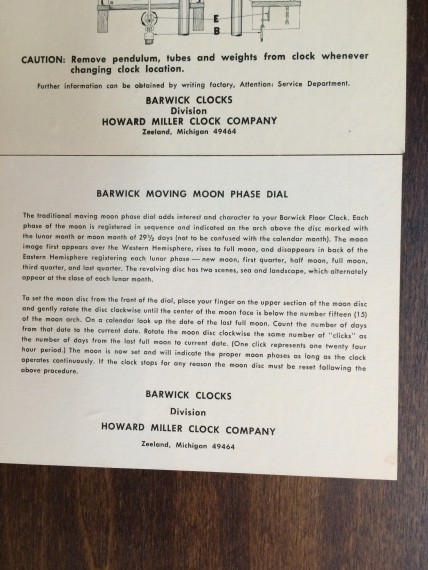 E
B
CAUTION: Remove pendulum, tubes and weights from clock whenever
changing clock location.
Further information can be obtained by writing factory, Attention: Service Department.
BARWICK CLOCKS
Division
HOWARD MILLER CLOCK COMPANY
Zeeland, Michigan 49464
BARWICK MOVING MOON PHASE DIAL
The traditional moving moon phase dial adds interest and character to your Barwick Floor Clock. Each
phase of the moon is registered in sequence and indicated on the arch above the disc marked with
the lunar month or moon month of 29½ days (not to be confused with the calendar month). The moon
image first appears over the Western Hemisphere, rises to full moon, and disappears in back of the
Eastern Hemisphere registering each lunar phase — new moon, first quarter, half moon, full moon,
third quarter, and last quarter. The revolving disc has two scenes, sea and landscape, which alternately
appear at the close of each lunar month.
To set the moon disc from the front of the dial, place your finger on the upper section of the moon disc
and gently rotate the disc clockwise until the center of the moon face is below the number fifteen (15)
of the moon arch. On a calendar look up the date of the last full moon. Count the number of days
from that date to the current date. Rotate the moon disc clockwise the same number of "clicks" as
the number of days from the last full moon to current date. (One click represents one twenty four
hour period.) The moon is now set and will indicate the proper moon phases as long as the clock
operates continuously. If the clock stops for any reason the moon disc must be reset following the
above procedure.
BARWICK CLOCKS
Division
HOWARD MILLER CLOCK COMPANY
Zeeland, Michigan 49464